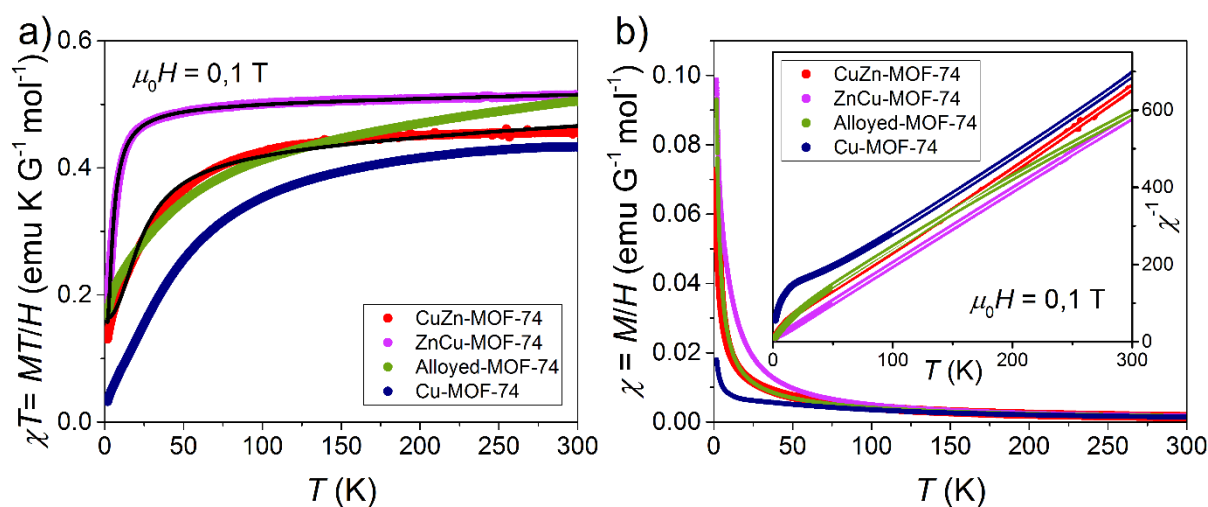 a)
μ₀H = 0,1 T
χT= MT/H (emu K G⁻¹ mol⁻¹)
0.6
0.4
0.2
0.0
CuZn-MOF-74
ZnCu-MOF-74
Alloyed-MOF-74
Cu-MOF-74
0 50 100 150 200 250 300
T (K)
b)
χ = M/H (emu G⁻¹ mol⁻¹)
0.10
0.08
0.06
0.04
0.02
0.00
CuZn-MOF-74
ZnCu-MOF-74
Alloyed-MOF-74
Cu-MOF-74
600
400
200
0
χ⁻¹
μ₀H = 0,1 T
0 100 200 300
T (K)
0 50 100 150 200 250 300
T (K)